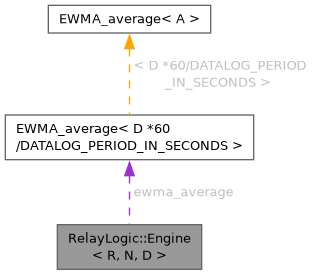 EWMA_average< A >
< D *60/DATALOG_PERIOD
_IN_SECONDS >
EWMA_average< D *60
/DATALOG_PERIOD_IN_SECONDS >
ewma_average
RelayLogic::Engine
< R, N, D >